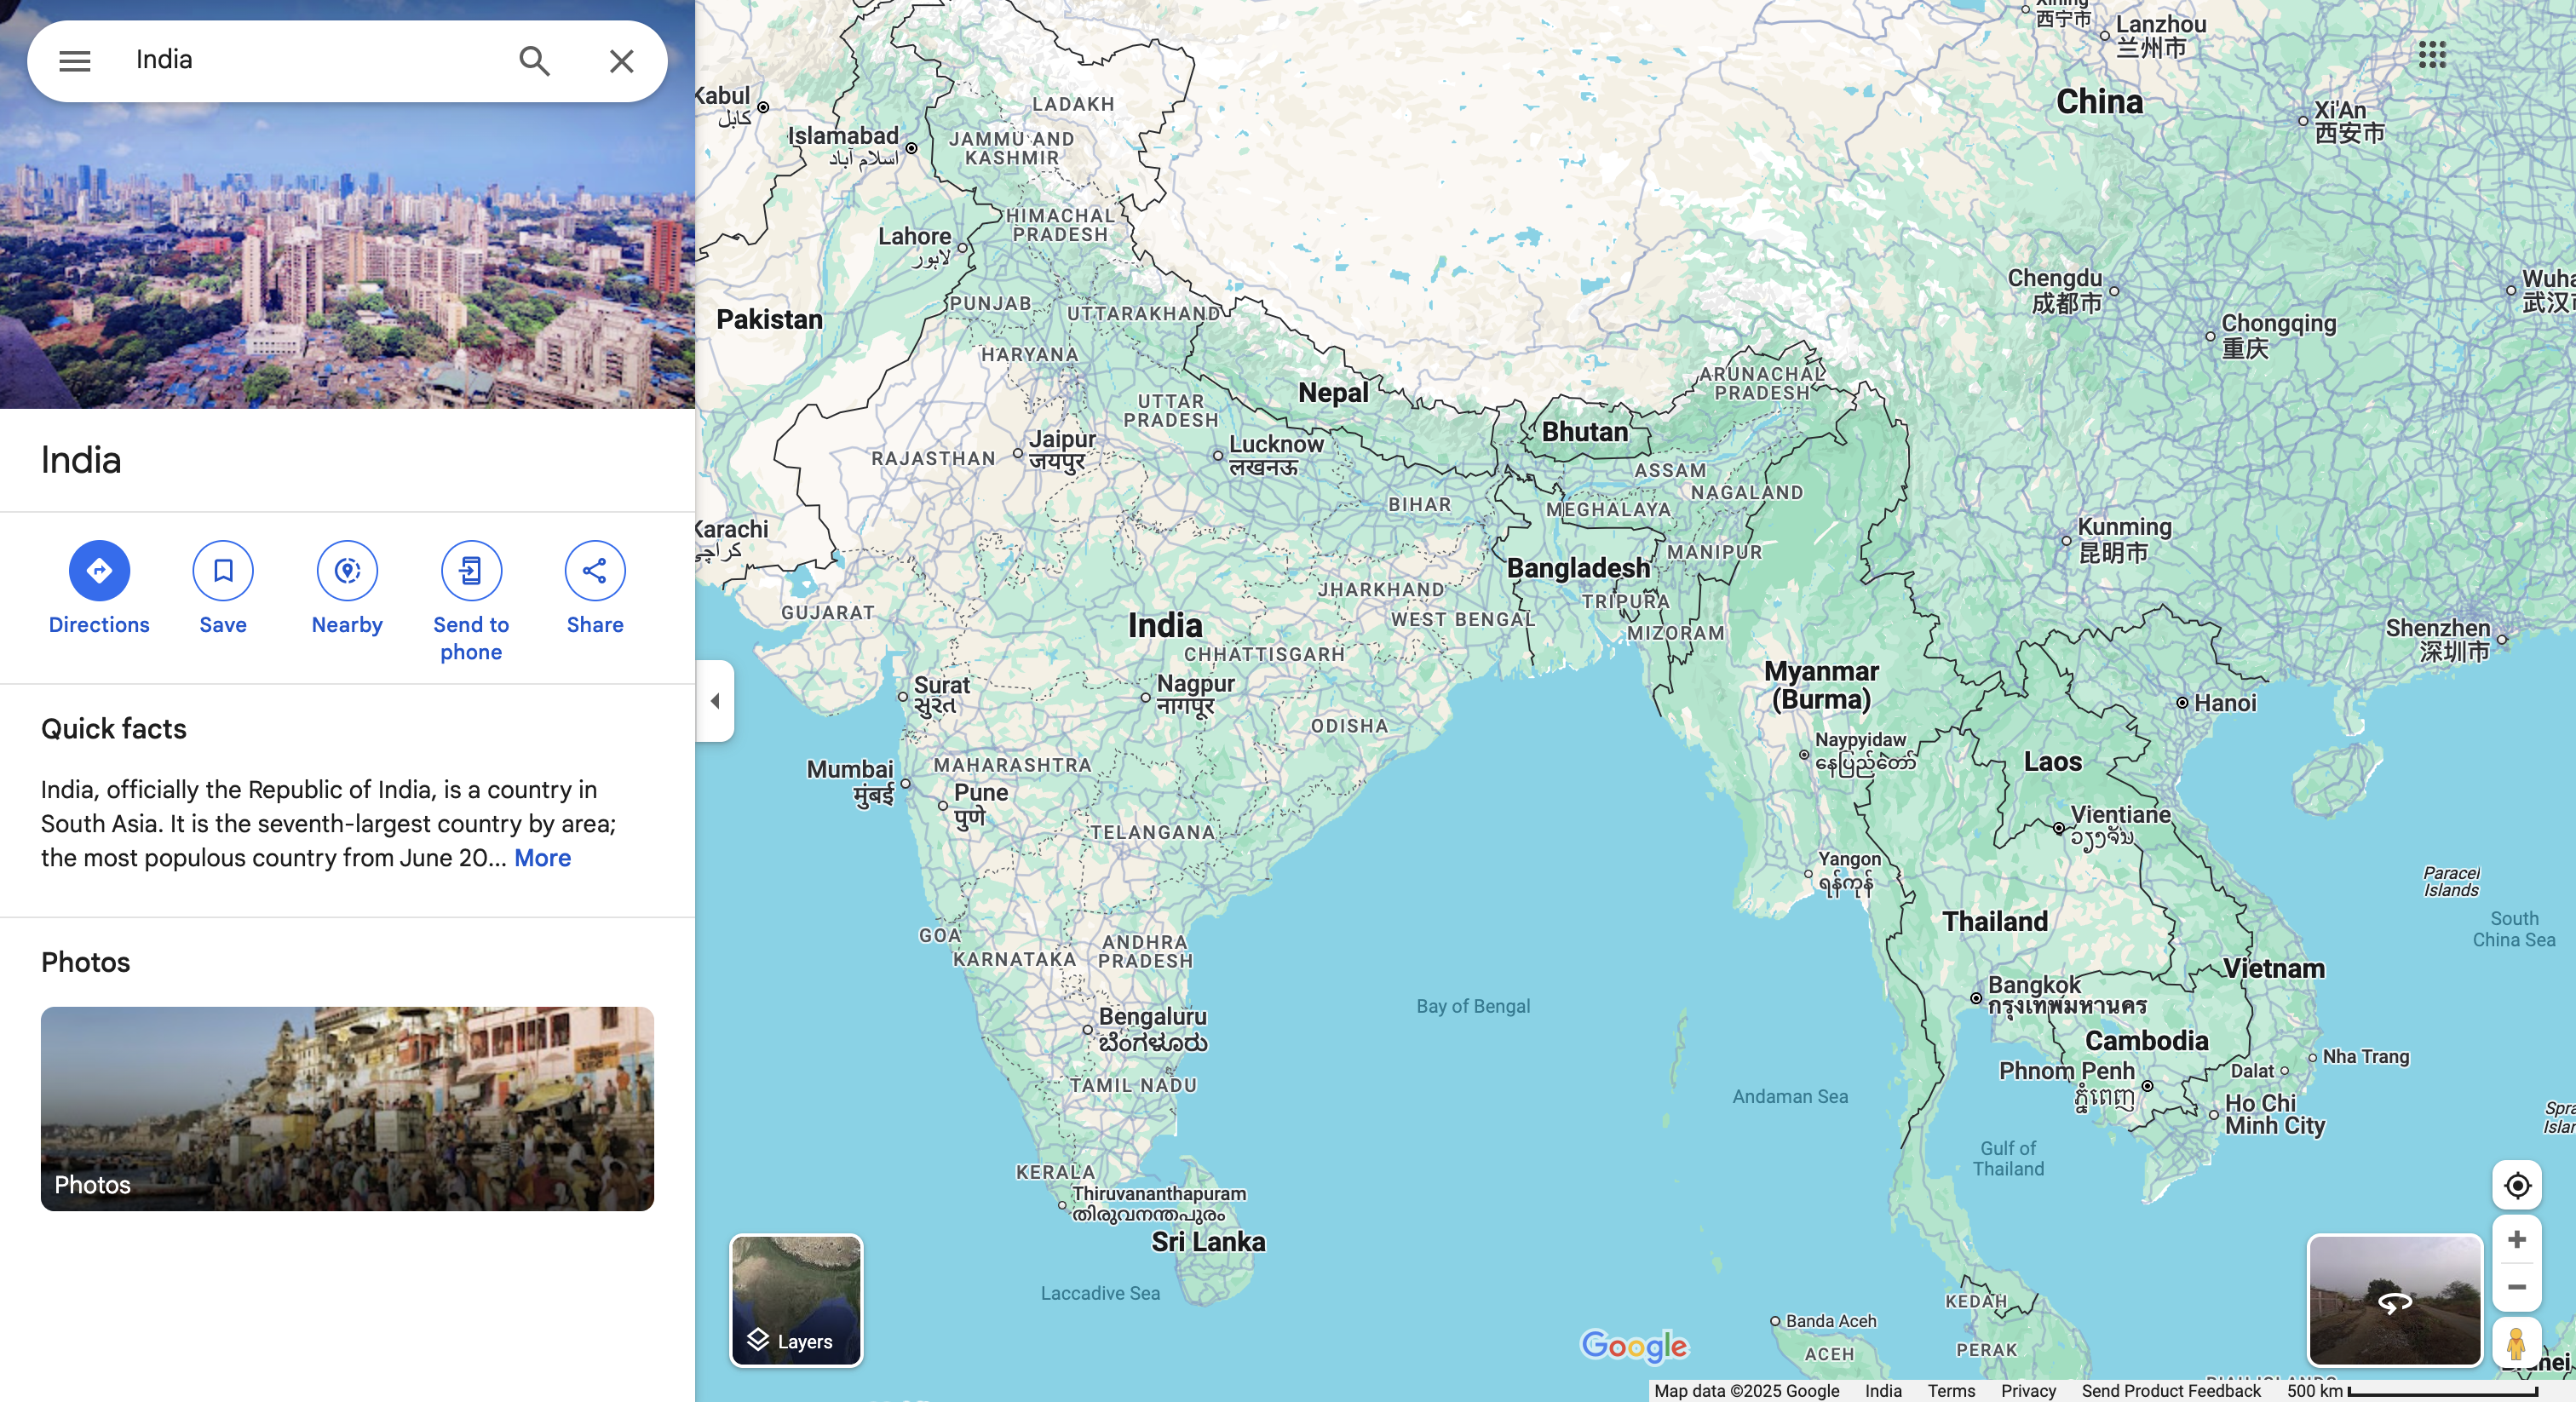 India
India
Directions
Save
Nearby
Send to
phone
Share
Quick facts
India, officially the Republic of India, is a country in
South Asia. It is the seventh-largest country by area;
the most populous country from June 20... More
Photos
Photos
Layers
Kabul
کابل
Islamabad
اسلام آباد
LADAKH
JAMMU AND
KASHMIR
HIMACHAL
PRADESH
Lahore
لاہور
PUNJAB
UTTARAKHAND
Pakistan
HARYANA
UTTAR
PRADESH
Nepal
Bhutan
ARUNACHAL
PRADESH
Jaipur
जयपुर
Lucknow
लखनऊ
RAJASTHAN
ASSAM
NAGALAND
BIHAR
MEGHALAYA
Karachi
کراچی
MANIPUR
Bangladesh
JHARKHAND
TRIPURA
GUJARAT
WEST BENGAL
India
MIZORAM
CHHATTISGARH
Surat
सुरत
Nagpur
नागपूर
ODISHA
Myanmar
(Burma)
Mumbai
मुंबई
MAHARASHTRA
Pune
पुणे
Naypyidaw
နေပြည်တော်
TELANGANA
Yangon
ရန်ကုန်
GOA
KARNATAKA
ANDHRA
PRADESH
Bengaluru
ಬೆಂಗಳೂರು
Bay of Bengal
TAMIL NADU
Andaman Sea
KERALA
Thiruvananthapuram
തിരുവനന്തപുരം
Sri Lanka
Laccadive Sea
西宁市
Lanzhou
兰州市
China
Xi'An
西安市
Chengdu
成都市
Chongqing
重庆
Kunming
昆明市
Shenzhen
深圳市
Hanoi
Laos
Vientiane
ວຽງຈັນ
Paracel
Islands
South
China Sea
Thailand
Vietnam
Bangkok
กรุงเทพมหานคร
Cambodia
Phnom Penh
ភ្នំពេញ
Nha Trang
Dalat
Ho Chi
Minh City
Gulf of
Thailand
KEDAH
Banda Aceh
ACEH
PERAK
Google
Map data ©2025 Google India Terms Privacy Send Product Feedback 500 km